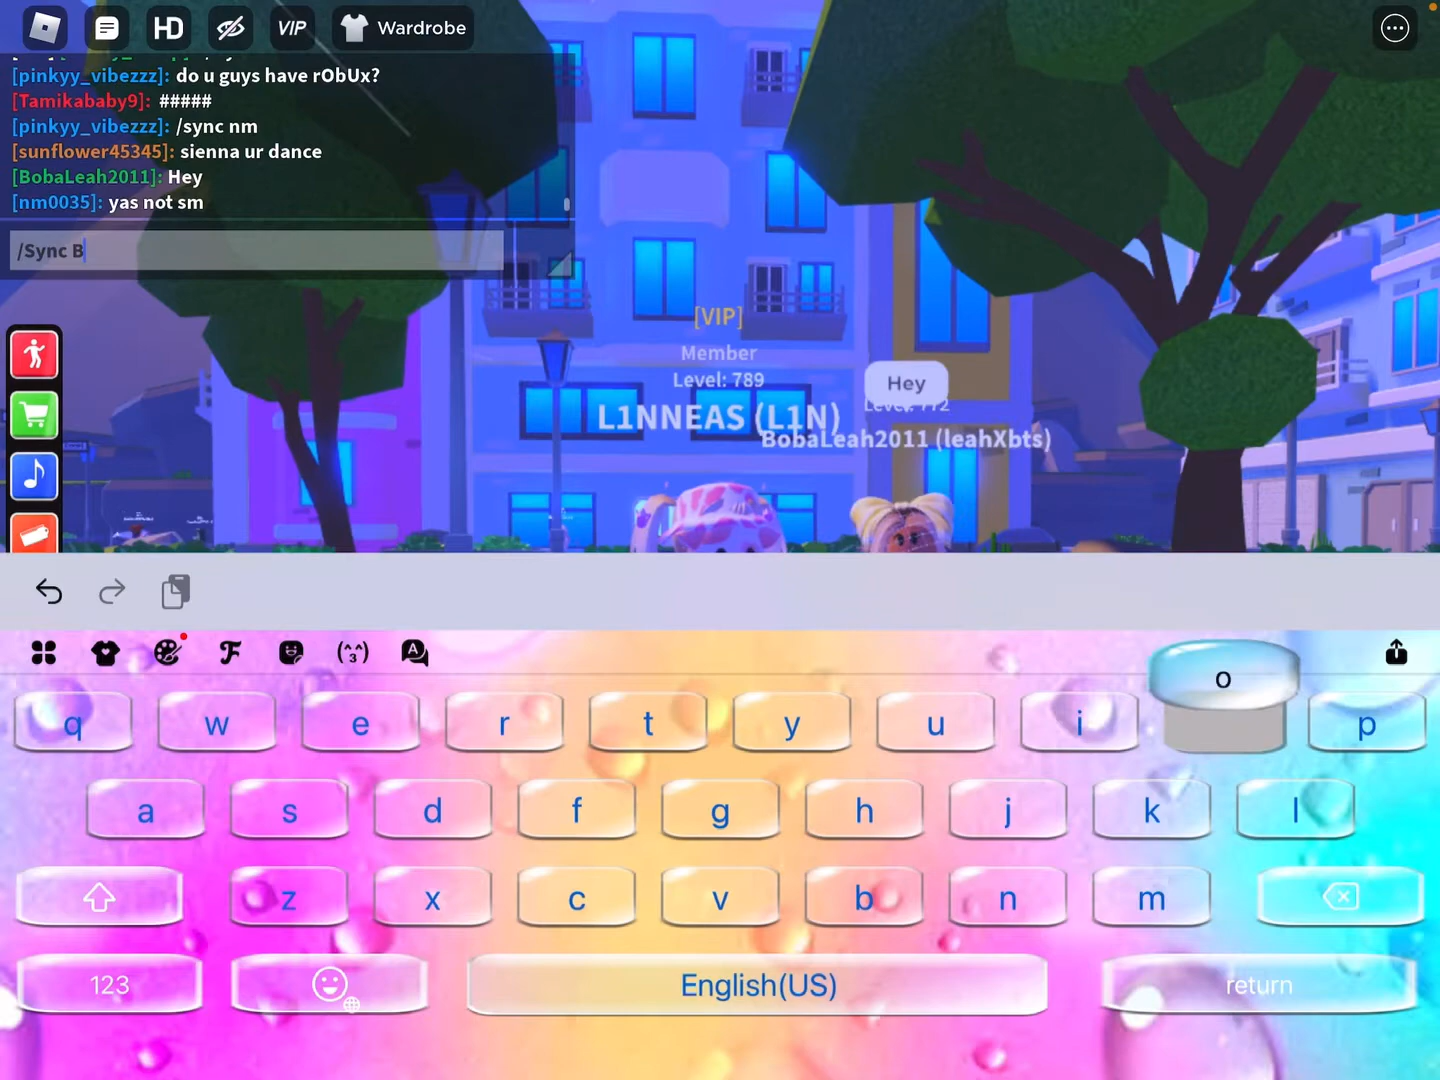 HD
VIP
Wardrobe
[pinkyy_vibezzz]: do u guys have rObUx?
[Tamikababy9]: #####
[pinkyy_vibezzz]: /sync nm
[sunflower45345]: sienna ur dance
[BobaLeah2011]: Hey
[nm0035]: yas not sm
/Sync B
[VIP]
Member
Level: 789
L1NNEAS (L1N)
Hey
BobaLeah2011 (leahXbts)
o
q w e r t y u i p
a s d f g h j k l
z x c v b n m
123
English(US)
return